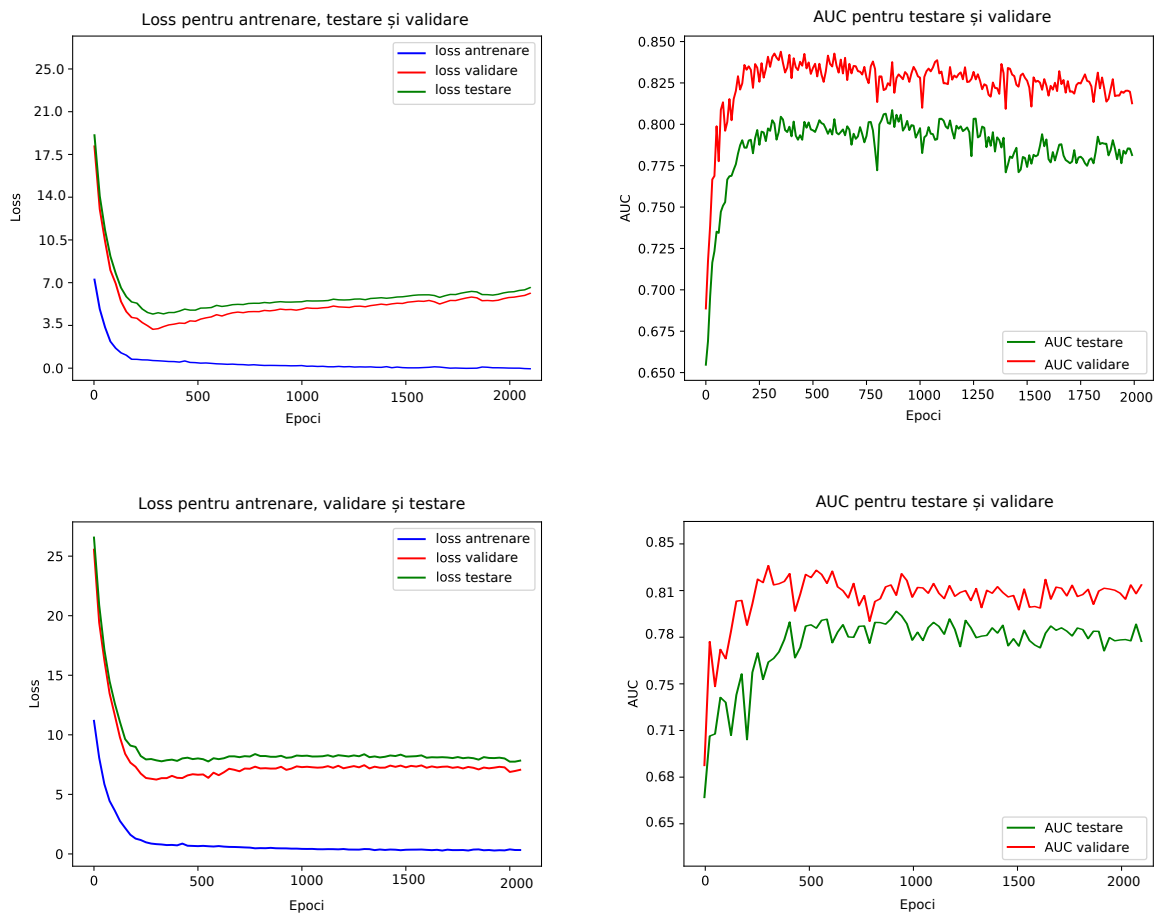 Loss pentru antrenare, testare și validare
loss antrenare
loss validare
loss testare
25.0
21.0
17.5
14.0
10.5
7.0
3.5
0.0
Loss
0
500
1000
1500
2000
Epoci
AUC pentru testare și validare
0.850
0.825
0.800
0.775
0.750
0.725
0.700
0.675
0.650
AUC
AUC testare
AUC validare
0
250
500
750
1000
1250
1500
1750
2000
Epoci
Loss pentru antrenare, validare și testare
loss antrenare
loss validare
loss testare
25
20
15
10
5
0
Loss
0
500
1000
1500
2000
Epoci
AUC pentru testare și validare
0.85
0.81
0.78
0.75
0.71
0.68
0.65
AUC
AUC testare
AUC validare
0
500
1000
1500
2000
Epoci